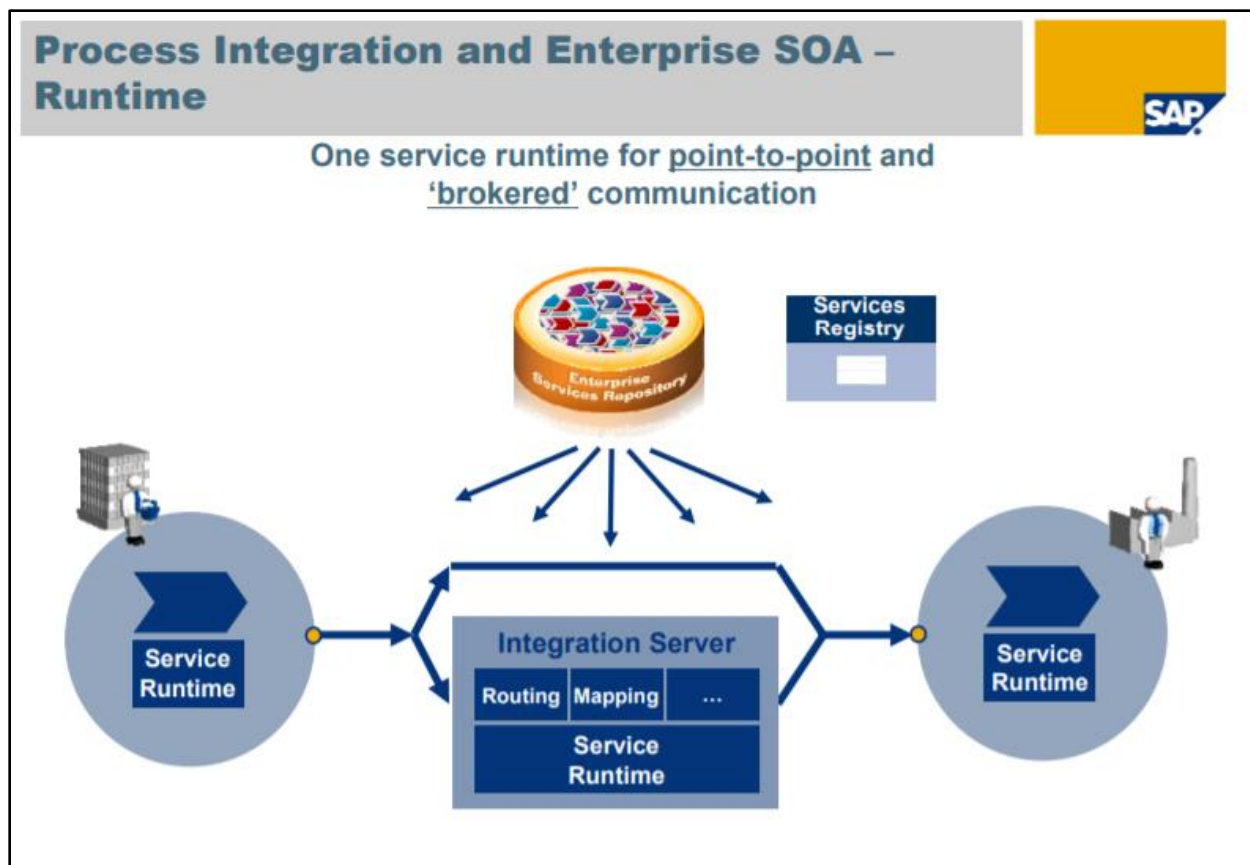 Process Integration and Enterprise SOA –
Runtime
SAP
One service runtime for point-to-point and
‘brokered’ communication
Enterprise
Services Repository
Services
Registry
Service
Runtime
Integration Server
Routing Mapping ...
Service
Runtime
Service
Runtime